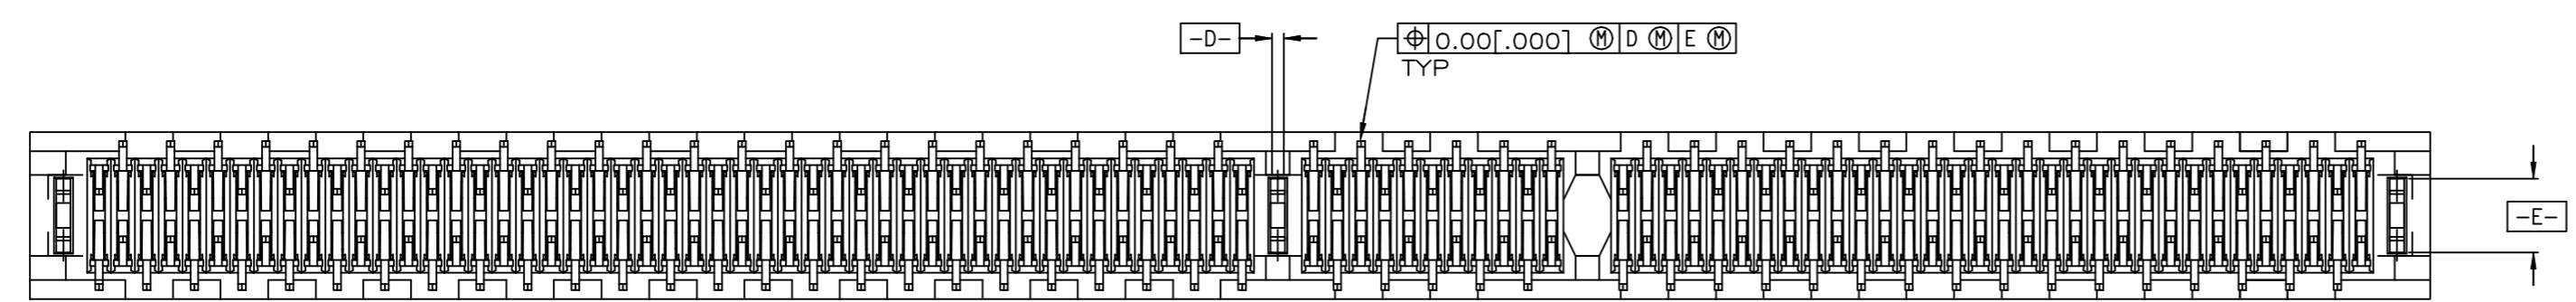 -D-
⌖ 0.00[.000] Ⓜ D Ⓜ E Ⓜ
TYP
-E-